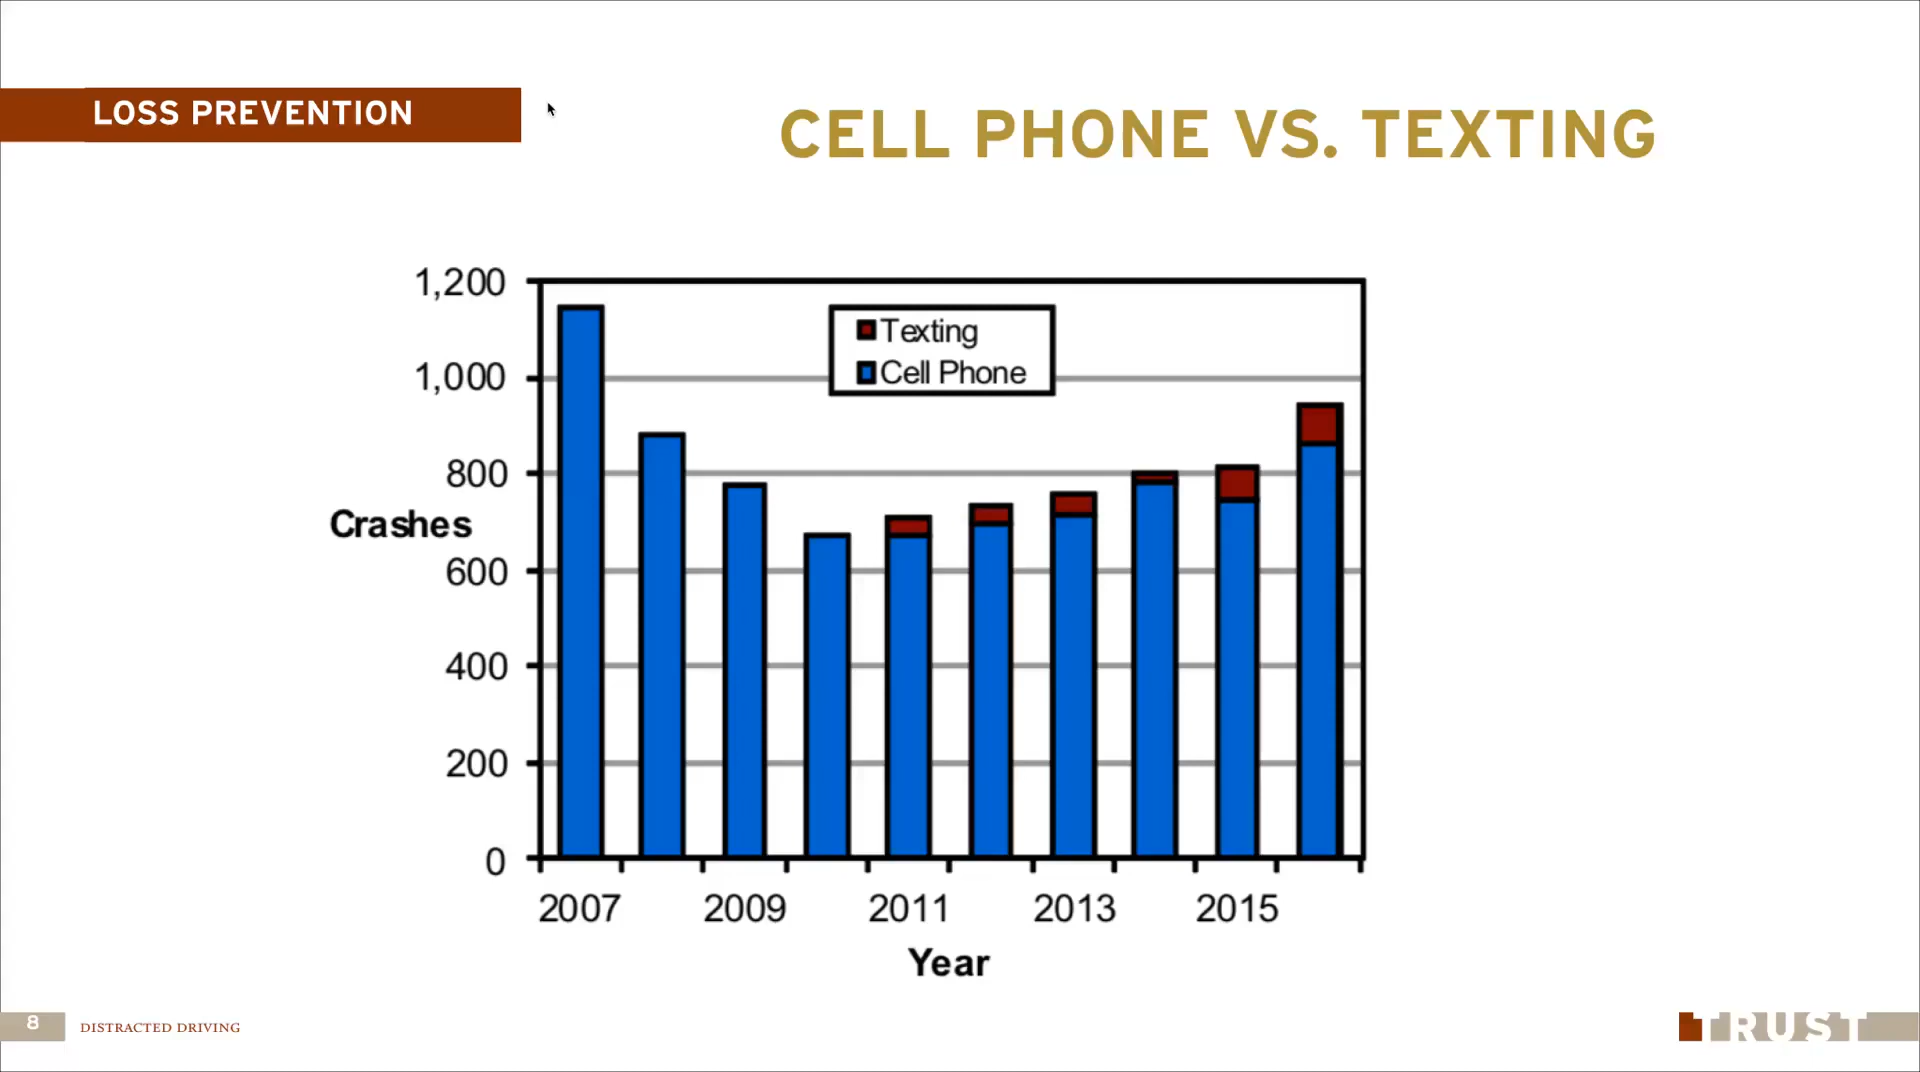 LOSS PREVENTION
CELL PHONE VS. TEXTING
1,200
1,000
800
600
400
200
0
Crashes
Texting
Cell Phone
2007 2009 2011 2013 2015
Year
8 DISTRACTED DRIVING
TRUST